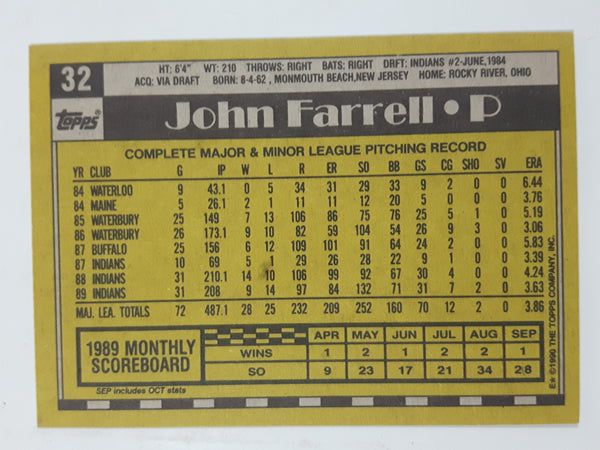 32
HT: 6'4" WT: 210 THROWS: RIGHT BATS: RIGHT DRFT: INDIANS #2-JUNE, 1984
ACQ: VIA DRAFT BORN: 8-4-62, MONMOUTH BEACH, NEW JERSEY HOME: ROCKY RIVER, OHIO
Topps
John Farrell • P
COMPLETE MAJOR & MINOR LEAGUE PITCHING RECORD
YR CLUB G IP W L R ER SO BB GS CG SHO SV ERA
84 WATERLOO 9 43.1 0 5 34 31 29 33 9 2 0 0 6.44
84 MAINE 5 26.1 2 1 11 11 12 20 5 0 0 0 3.76
85 WATERBURY 25 149 7 13 106 86 75 76 25 5 1 0 5.19
86 WATERBURY 26 173.1 9 10 82 59 104 54 26 9 3 0 3.06
87 BUFFALO 25 156 6 12 109 101 91 64 24 2 0 0 5.83
87 INDIANS 10 69 5 1 29 26 28 22 9 1 0 0 3.39
88 INDIANS 31 210.1 14 10 106 99 92 67 30 4 0 0 4.24
89 INDIANS 31 208 9 14 97 84 132 71 31 7 2 0 3.63
MAJ. LEA. TOTALS 72 487.1 28 25 232 209 252 160 70 12 2 0 3.86
1989 MONTHLY SCOREBOARD
APR MAY JUN JUL AUG SEP
WINS 1 2 1 2 2 1
SO 9 23 17 21 34 28
SEP includes OCT stats
E* © 1990 THE TOPPS COMPANY, INC.